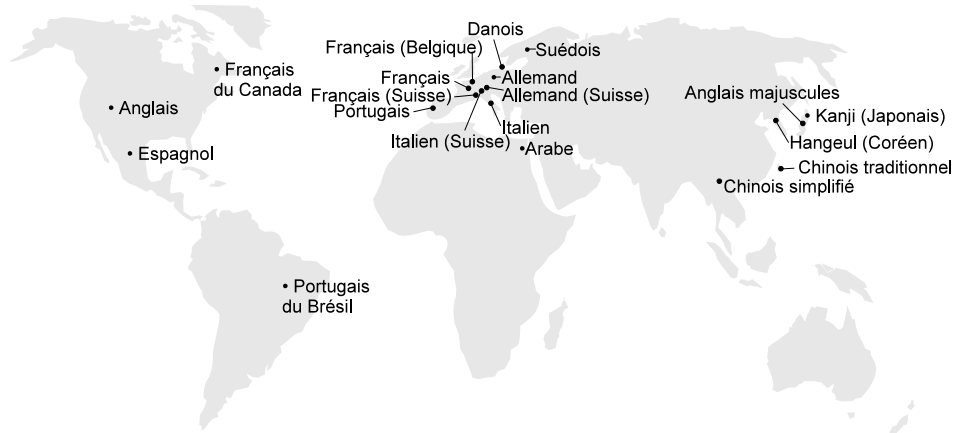 Danois
Français (Belgique)
Suédois
Français
du Canada
Français
Allemand
Français (Suisse)
Allemand (Suisse)
Anglais majuscules
Anglais
Portugais
Kanji (Japonais)
Italien
Italien (Suisse)
Hangeul (Coréen)
Espagnol
Arabe
Chinois traditionnel
Chinois simplifié
Portugais
du Brésil